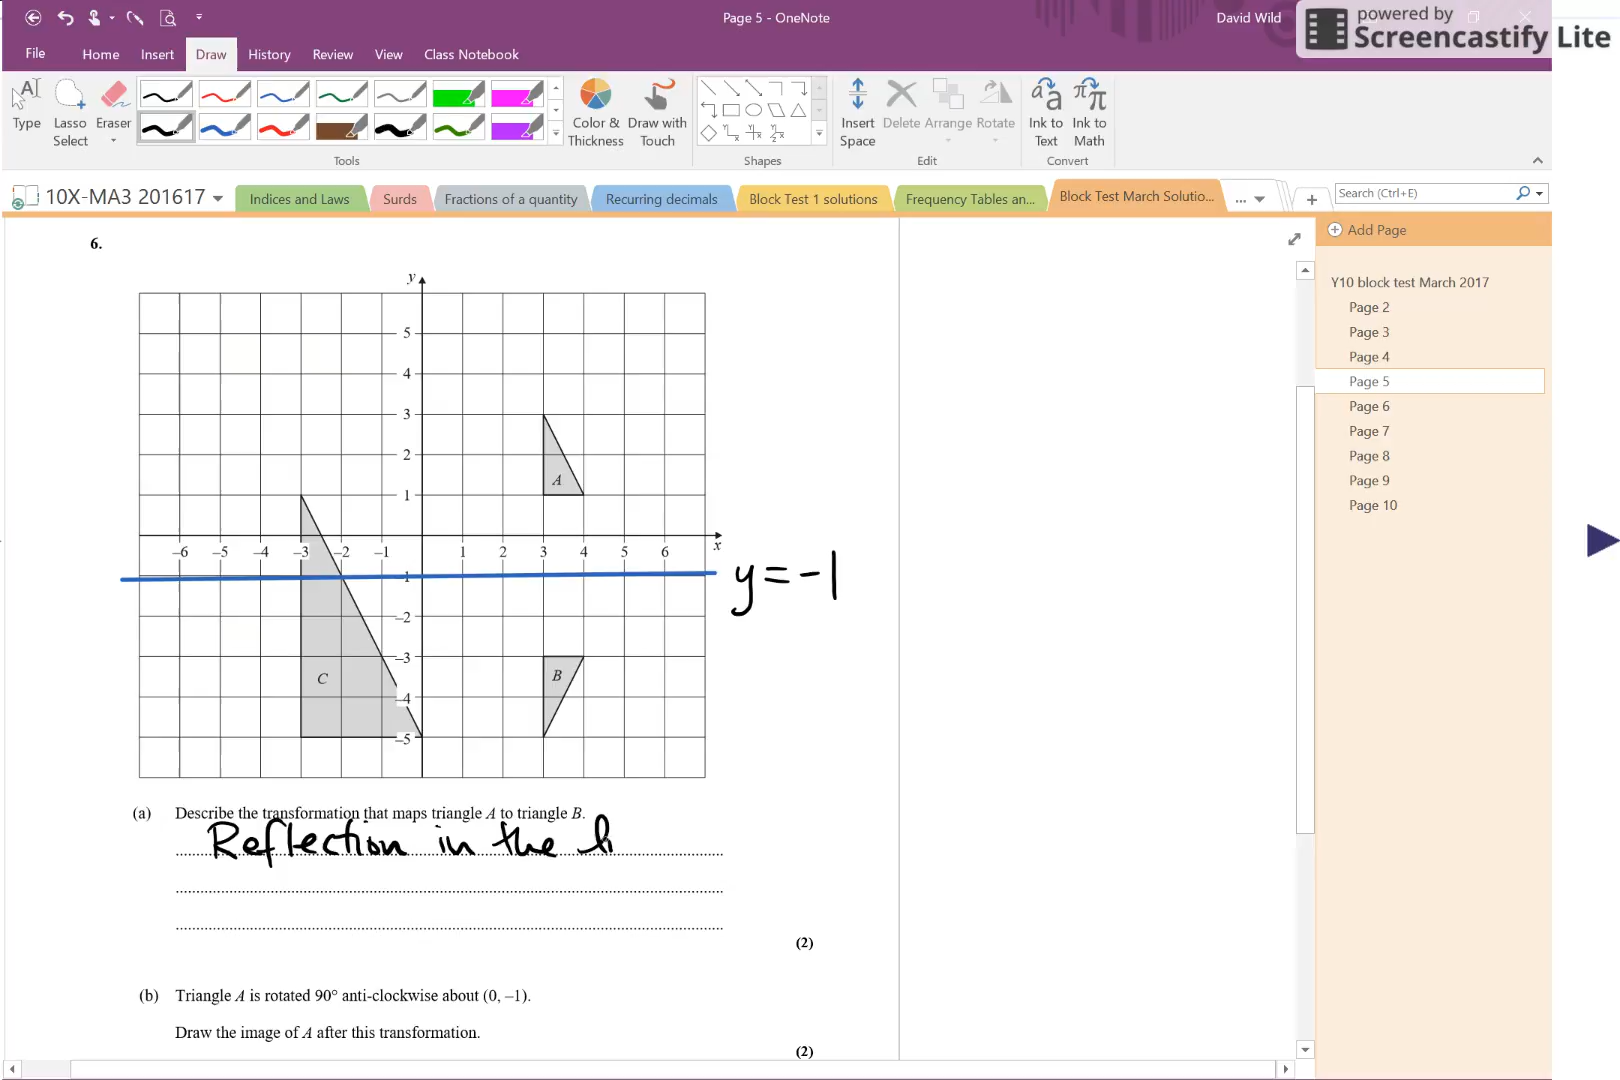 Page 5 - OneNote
David Wild
powered by
Screencastify Lite
File Home Insert Draw History Review View Class Notebook
Type Lasso Select Eraser Color & Thickness Draw with Touch Insert Space Delete Arrange Rotate Ink to Text Ink to Math
Tools Shapes Edit Convert
10X-MA3 201617 Indices and Laws Surds Fractions of a quantity Recurring decimals Block Test 1 solutions Frequency Tables an... Block Test March Solutio... ... Search (Ctrl+E)
Add Page
Y10 block test March 2017
Page 2
Page 3
Page 4
Page 5
Page 6
Page 7
Page 8
Page 9
Page 10
6.
y
5
4
3
2
A
1
–6 –5 –4 –3 –2 –1 1 2 3 4 5 6 x
–1
y = -1
–2
–3
C B
–4
–5
(a) Describe the transformation that maps triangle A to triangle B.
Reflection in the
(2)
(b) Triangle A is rotated 90° anti-clockwise about (0, –1).
Draw the image of A after this transformation.
(2)